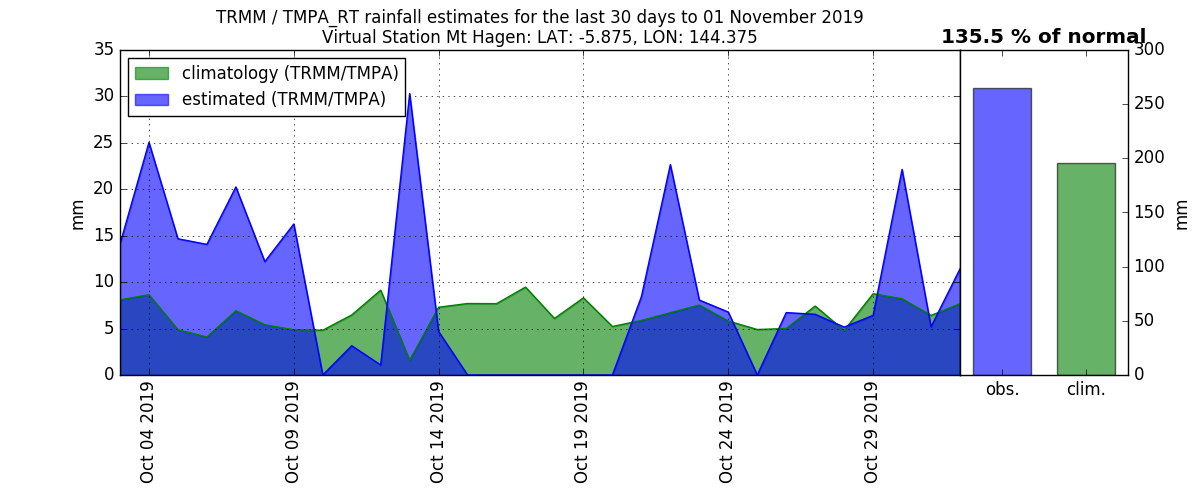 TRMM / TMPA_RT rainfall estimates for the last 30 days to 01 November 2019
Virtual Station Mt Hagen: LAT: -5.875, LON: 144.375
135.5 % of normal
climatology (TRMM/TMPA)
estimated (TRMM/TMPA)
35
30
25
20
15
10
5
0
mm
Oct 04 2019
Oct 09 2019
Oct 14 2019
Oct 19 2019
Oct 24 2019
Oct 29 2019
obs.
clim.
300
250
200
150
100
50
0
mm